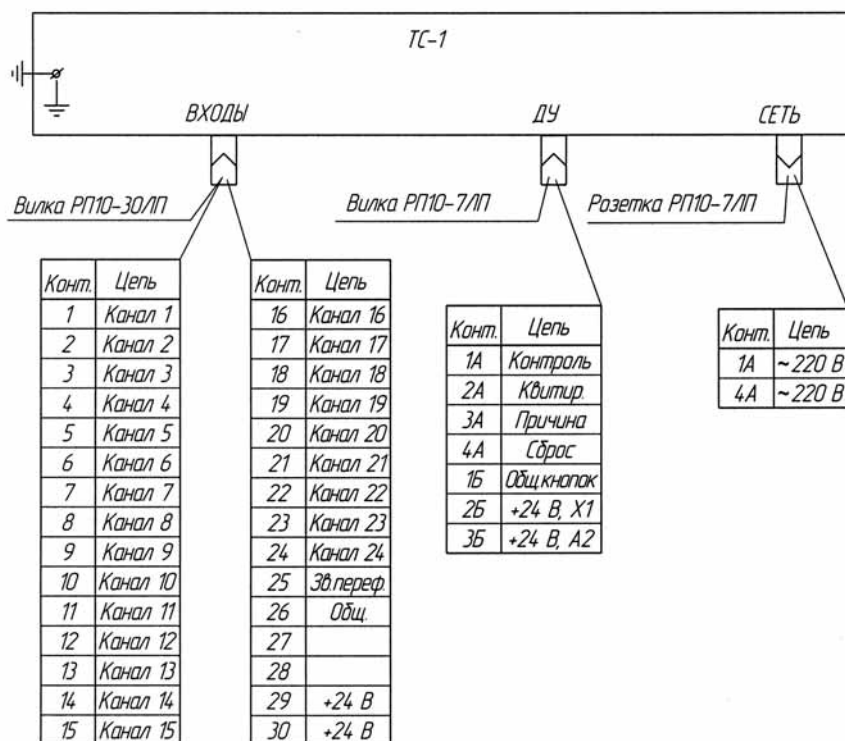 ТС-1
ВХОДЫ
ДУ
СЕТЬ
Вилка РП10-30/ЛП
Вилка РП10-7/ЛП
Розетка РП10-7/ЛП
Конт. Цепь
1 Канал 1
2 Канал 2
3 Канал 3
4 Канал 4
5 Канал 5
6 Канал 6
7 Канал 7
8 Канал 8
9 Канал 9
10 Канал 10
11 Канал 11
12 Канал 12
13 Канал 13
14 Канал 14
15 Канал 15
Конт. Цепь
16 Канал 16
17 Канал 17
18 Канал 18
19 Канал 19
20 Канал 20
21 Канал 21
22 Канал 22
23 Канал 23
24 Канал 24
25 Зв.переф.
26 Общ.
27
28
29 +24 В
30 +24 В
Конт. Цепь
1А Контроль
2А Квитир.
3А Причина
4А Сброс
1Б Общ.кнопок
2Б +24 В, Х1
3Б +24 В, А2
Конт. Цепь
1А ~220 В
4А ~220 В